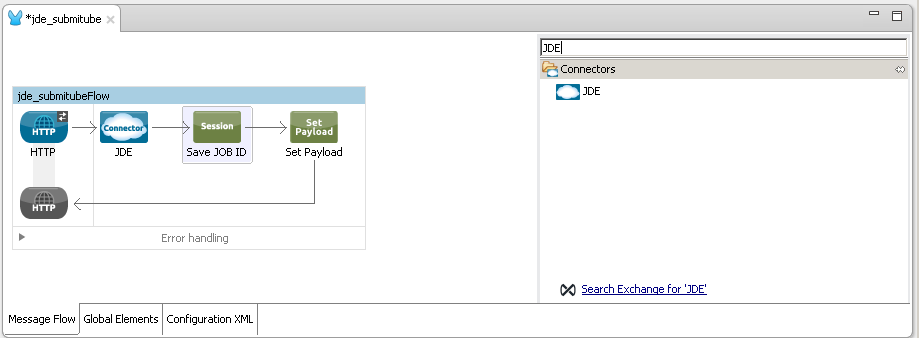 *jde_submitube
JDE
Connectors
JDE
jde_submitubeFlow
HTTP
Connector
Session
Set Payload
HTTP
JDE
Save JOB ID
Set Payload
HTTP
Error handling
Search Exchange for 'JDE'
Message Flow
Global Elements
Configuration XML